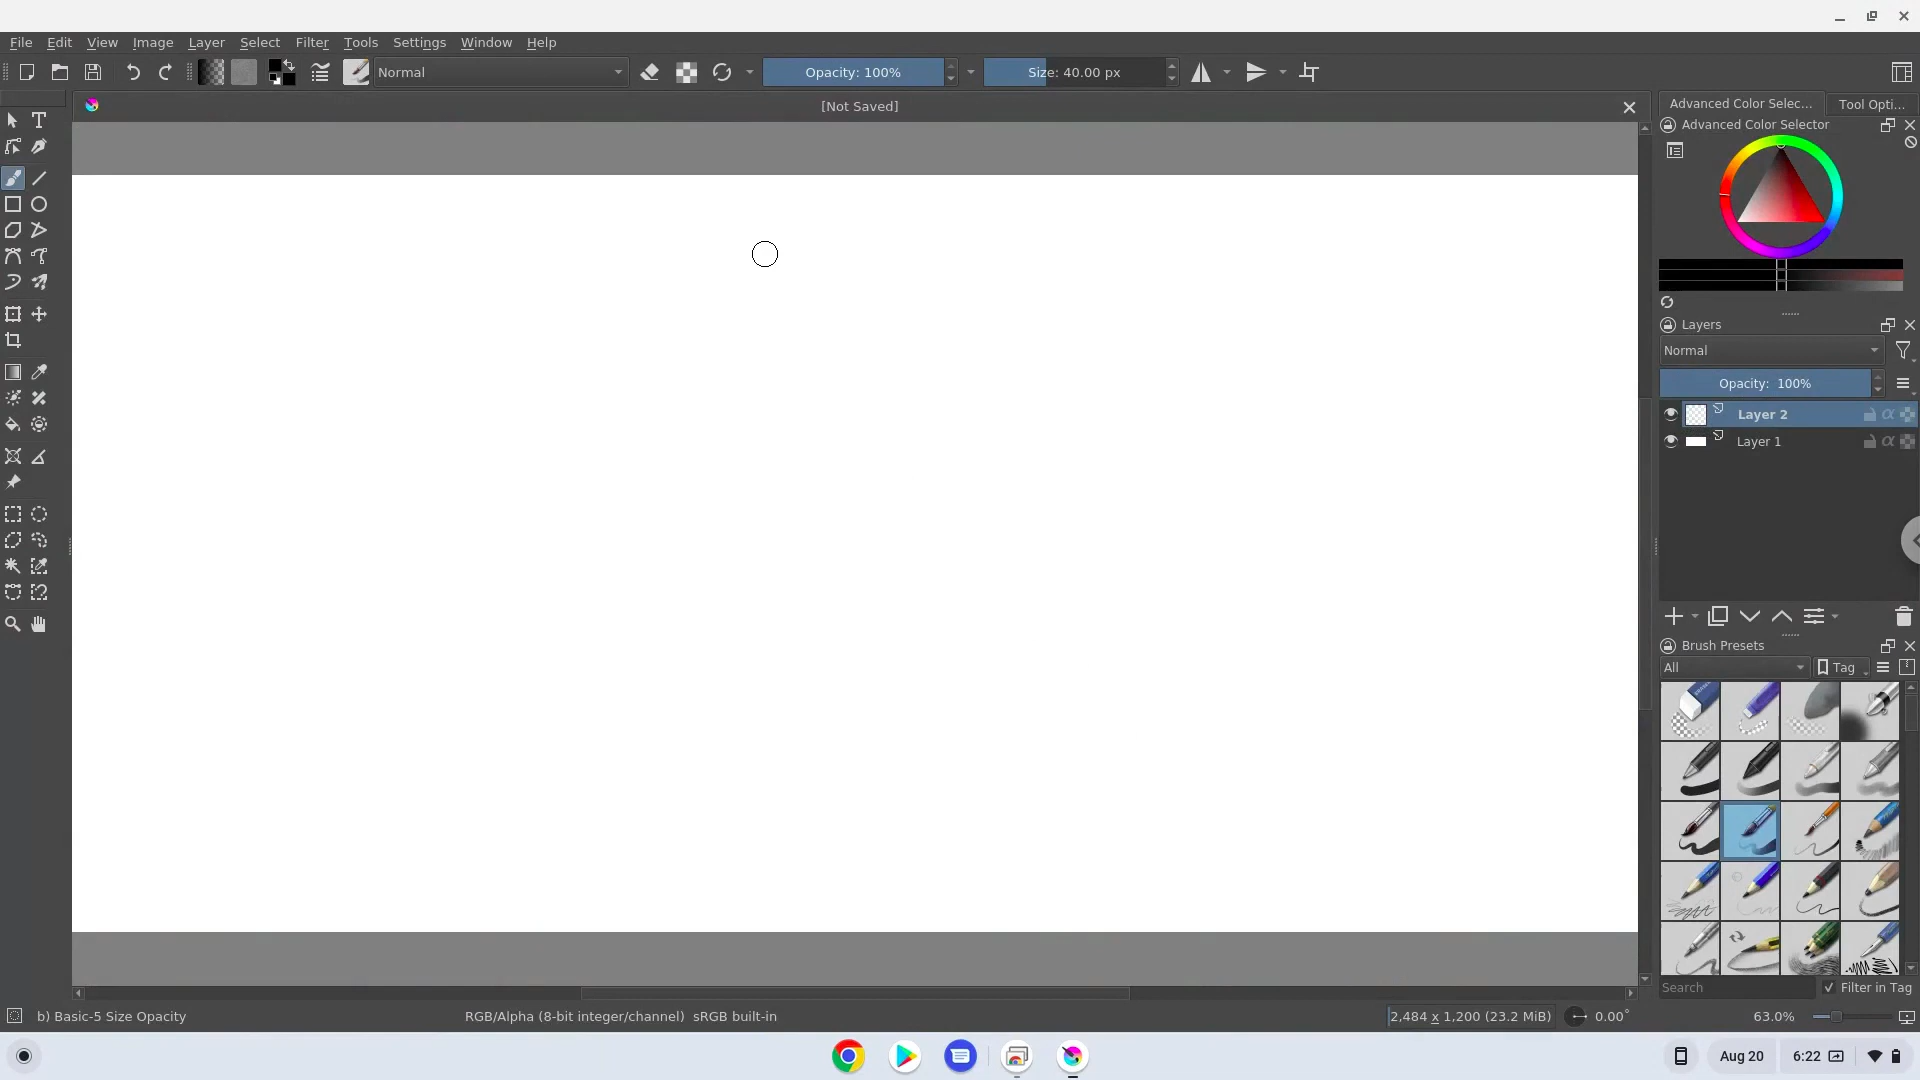 File Edit View Image Layer Select Filter Tools Settings Window Help
Normal
Opacity: 100%
Size: 40.00 px
[Not Saved]
Advanced Color Selec...
Tool Opti...
Advanced Color Selector
Layers
Normal
Opacity: 100%
Layer 2
Layer 1
Brush Presets
All
Tag
Search
Filter in Tag
b) Basic-5 Size Opacity
RGB/Alpha (8-bit integer/channel) sRGB built-in
2,484 x 1,200 (23.2 MiB)
0.00°
63.0%
Aug 20
6:22